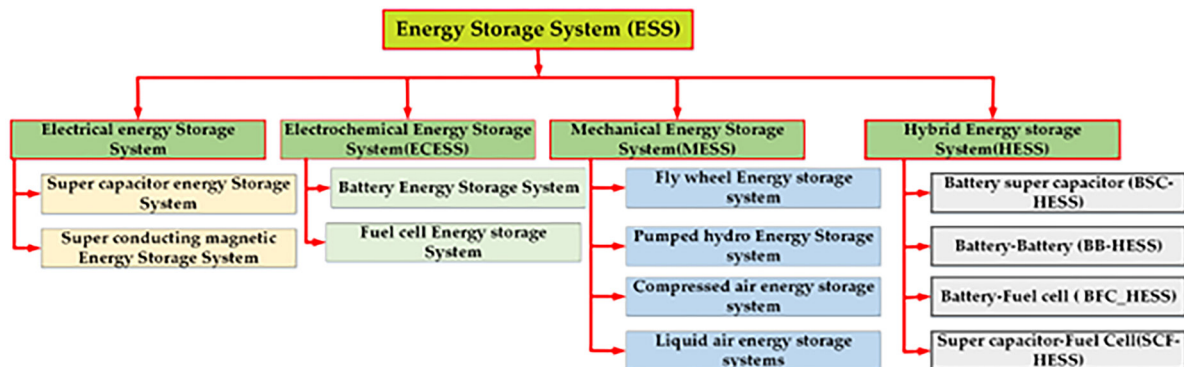 Energy Storage System (ESS)
Electrical energy Storage
System
Electrochemical Energy Storage
System(ECESS)
Mechanical Energy Storage
System(MESS)
Hybrid Energy storage
System(HESS)
Super capacitor energy Storage
System
Super conducting magnetic
Energy Storage System
Battery Energy Storage System
Fuel cell Energy storage
System
Fly wheel Energy storage
system
Pumped hydro Energy Storage
system
Compressed air energy storage
system
Liquid air energy storage
systems
Battery super capacitor (BSC-
HESS)
Battery-Battery (BB-HESS)
Battery-Fuel cell ( BFC_HESS)
Super capacitor-Fuel Cell(SCF-
HESS)